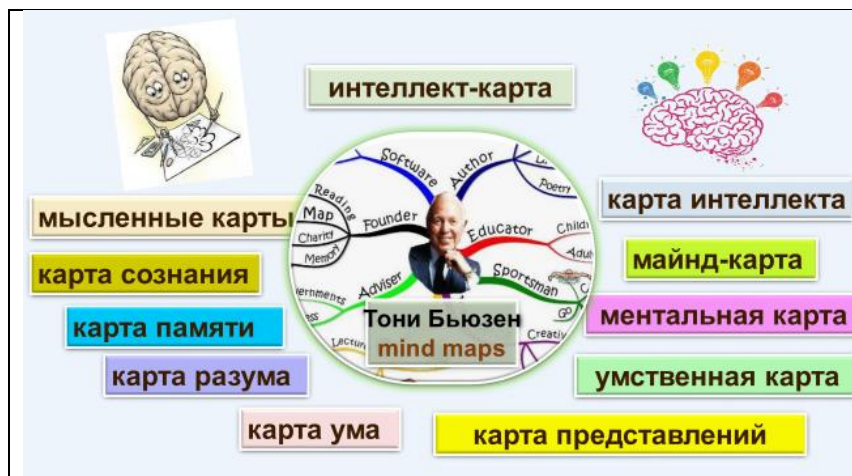 интеллект-карта
мысленные карты
карта сознания
карта памяти
карта разума
карта ума
Software
Author
Poetry
Reading
Map
Charity
Memory
Founder
Educator
Adviser
Sportsman
GO
Тони Бьюзен
mind maps
карта интеллекта
майнд-карта
ментальная карта
умственная карта
карта представлений